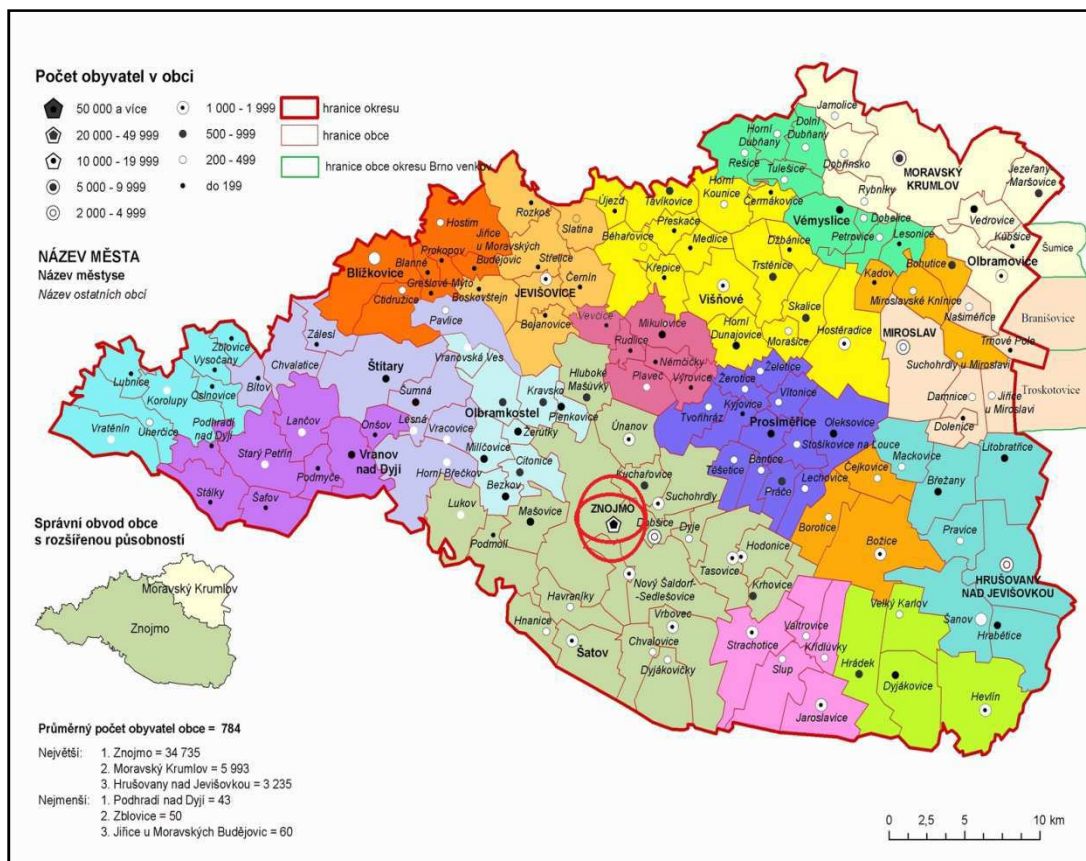 Počet obyvatel v obci
50 000 a více
20 000 - 49 999
10 000 - 19 999
5 000 - 9 999
2 000 - 4 999
1 000 - 1 999
500 - 999
200 - 499
do 199
hranice okresu
hranice obce
hranice obce okresu Brno venkov
NÁZEV MĚSTA
Název městyse
Název ostatních obcí
Jamolice
Horní
Dubňany
Dolní
Dubňany
Řešice
Tulešice
Dobřínsko
MORAVSKÝ
KRUMLOV
Jezeřany
Maršovice
Rybníky
Vémyslice
Dobelice
Petrovice
Lesonice
Vedrovice
Kubšice
Šumice
Olbramovice
Bohutice
Kadov
Miroslavské Knínice
Našiměřice
Branišovice
Trnové Pole
MIROSLAV
Suchohrdly
u Miroslavi
Troskotovice
Damnice
Jiřice
u Miroslavi
Dolenice
Horní
Kounice
Čermákovice
Tavíkovice
Újezd
Přeskače
Běhařovice
Medlice
Džbánice
Trstěnice
Křepice
Višňové
Skalice
Horní
Dunajovice
Morašice
Hostěradice
Rozkoš
Slatina
Střelice
JEVIŠOVICE
Černín
Bojanovice
Boskovštejn
Hostim
Jiřice
u Moravských
Budějovic
Prokopov
Blanné
Grešlové Mýto
Blížkovice
Ctidružice
Pavlice
Vranovská Ves
Vevčice
Mikulovice
Rudlice
Němčičky
Plaveč
Výrovice
Hluboké
Mašůvky
Zálesí
Zblovice
Vysočany
Lubnice
Chvalatice
Bítov
Korolupy
Oslnovice
Vratěnín
Uherčice
Podhradí
nad Dyjí
Štítary
Šumná
Lesná
Vracovice
Horní Břečkov
Olbramkostel
Kravsko
Plenkovice
Žerůtky
Milíčovice
Citonice
Bezkov
Lančov
Onšov
Starý Petřín
Vranov
nad Dyjí
Podmyče
Stálky
Šafov
Únanov
Kuchařovice
Suchohrdly
ZNOJMO
Dobšice
Dyje
Mašovice
Lukov
Podmolí
Hodonice
Tasovice
Krhovice
Nový Šaldorf-
Sedlešovice
Havraníky
Hnanice
Šatov
Vrbovec
Chvalovice
Dyjákovičky
Želetice
Žerotice
Vítonice
Kyjovice
Tvořihráz
Prosiměřice
Oleksovice
Stošíkovice na Louce
Bantice
Těšetice
Práče
Lechovice
Mackovice
Čejkovice
Borotice
Božice
Litobratřice
Břežany
Pravice
HRUŠOVANY
NAD JEVIŠOVKOU
Šanov
Hrabětice
Velký Karlov
Hrádek
Dyjákovice
Hevlín
Strachotice
Valtrovice
Křídlůvky
Slup
Jaroslavice
Správní obvod obce
s rozšířenou působností
Moravský Krumlov
Znojmo
Průměrný počet obyvatel obce = 784
Největší: 1. Znojmo = 34 735
2. Moravský Krumlov = 5 993
3. Hrušovany nad Jevišovkou = 3 235
Nejmenší: 1. Podhradí nad Dyjí = 43
2. Zblovice = 50
3. Jiřice u Moravských Budějovic = 60
0 2,5 5 10 km